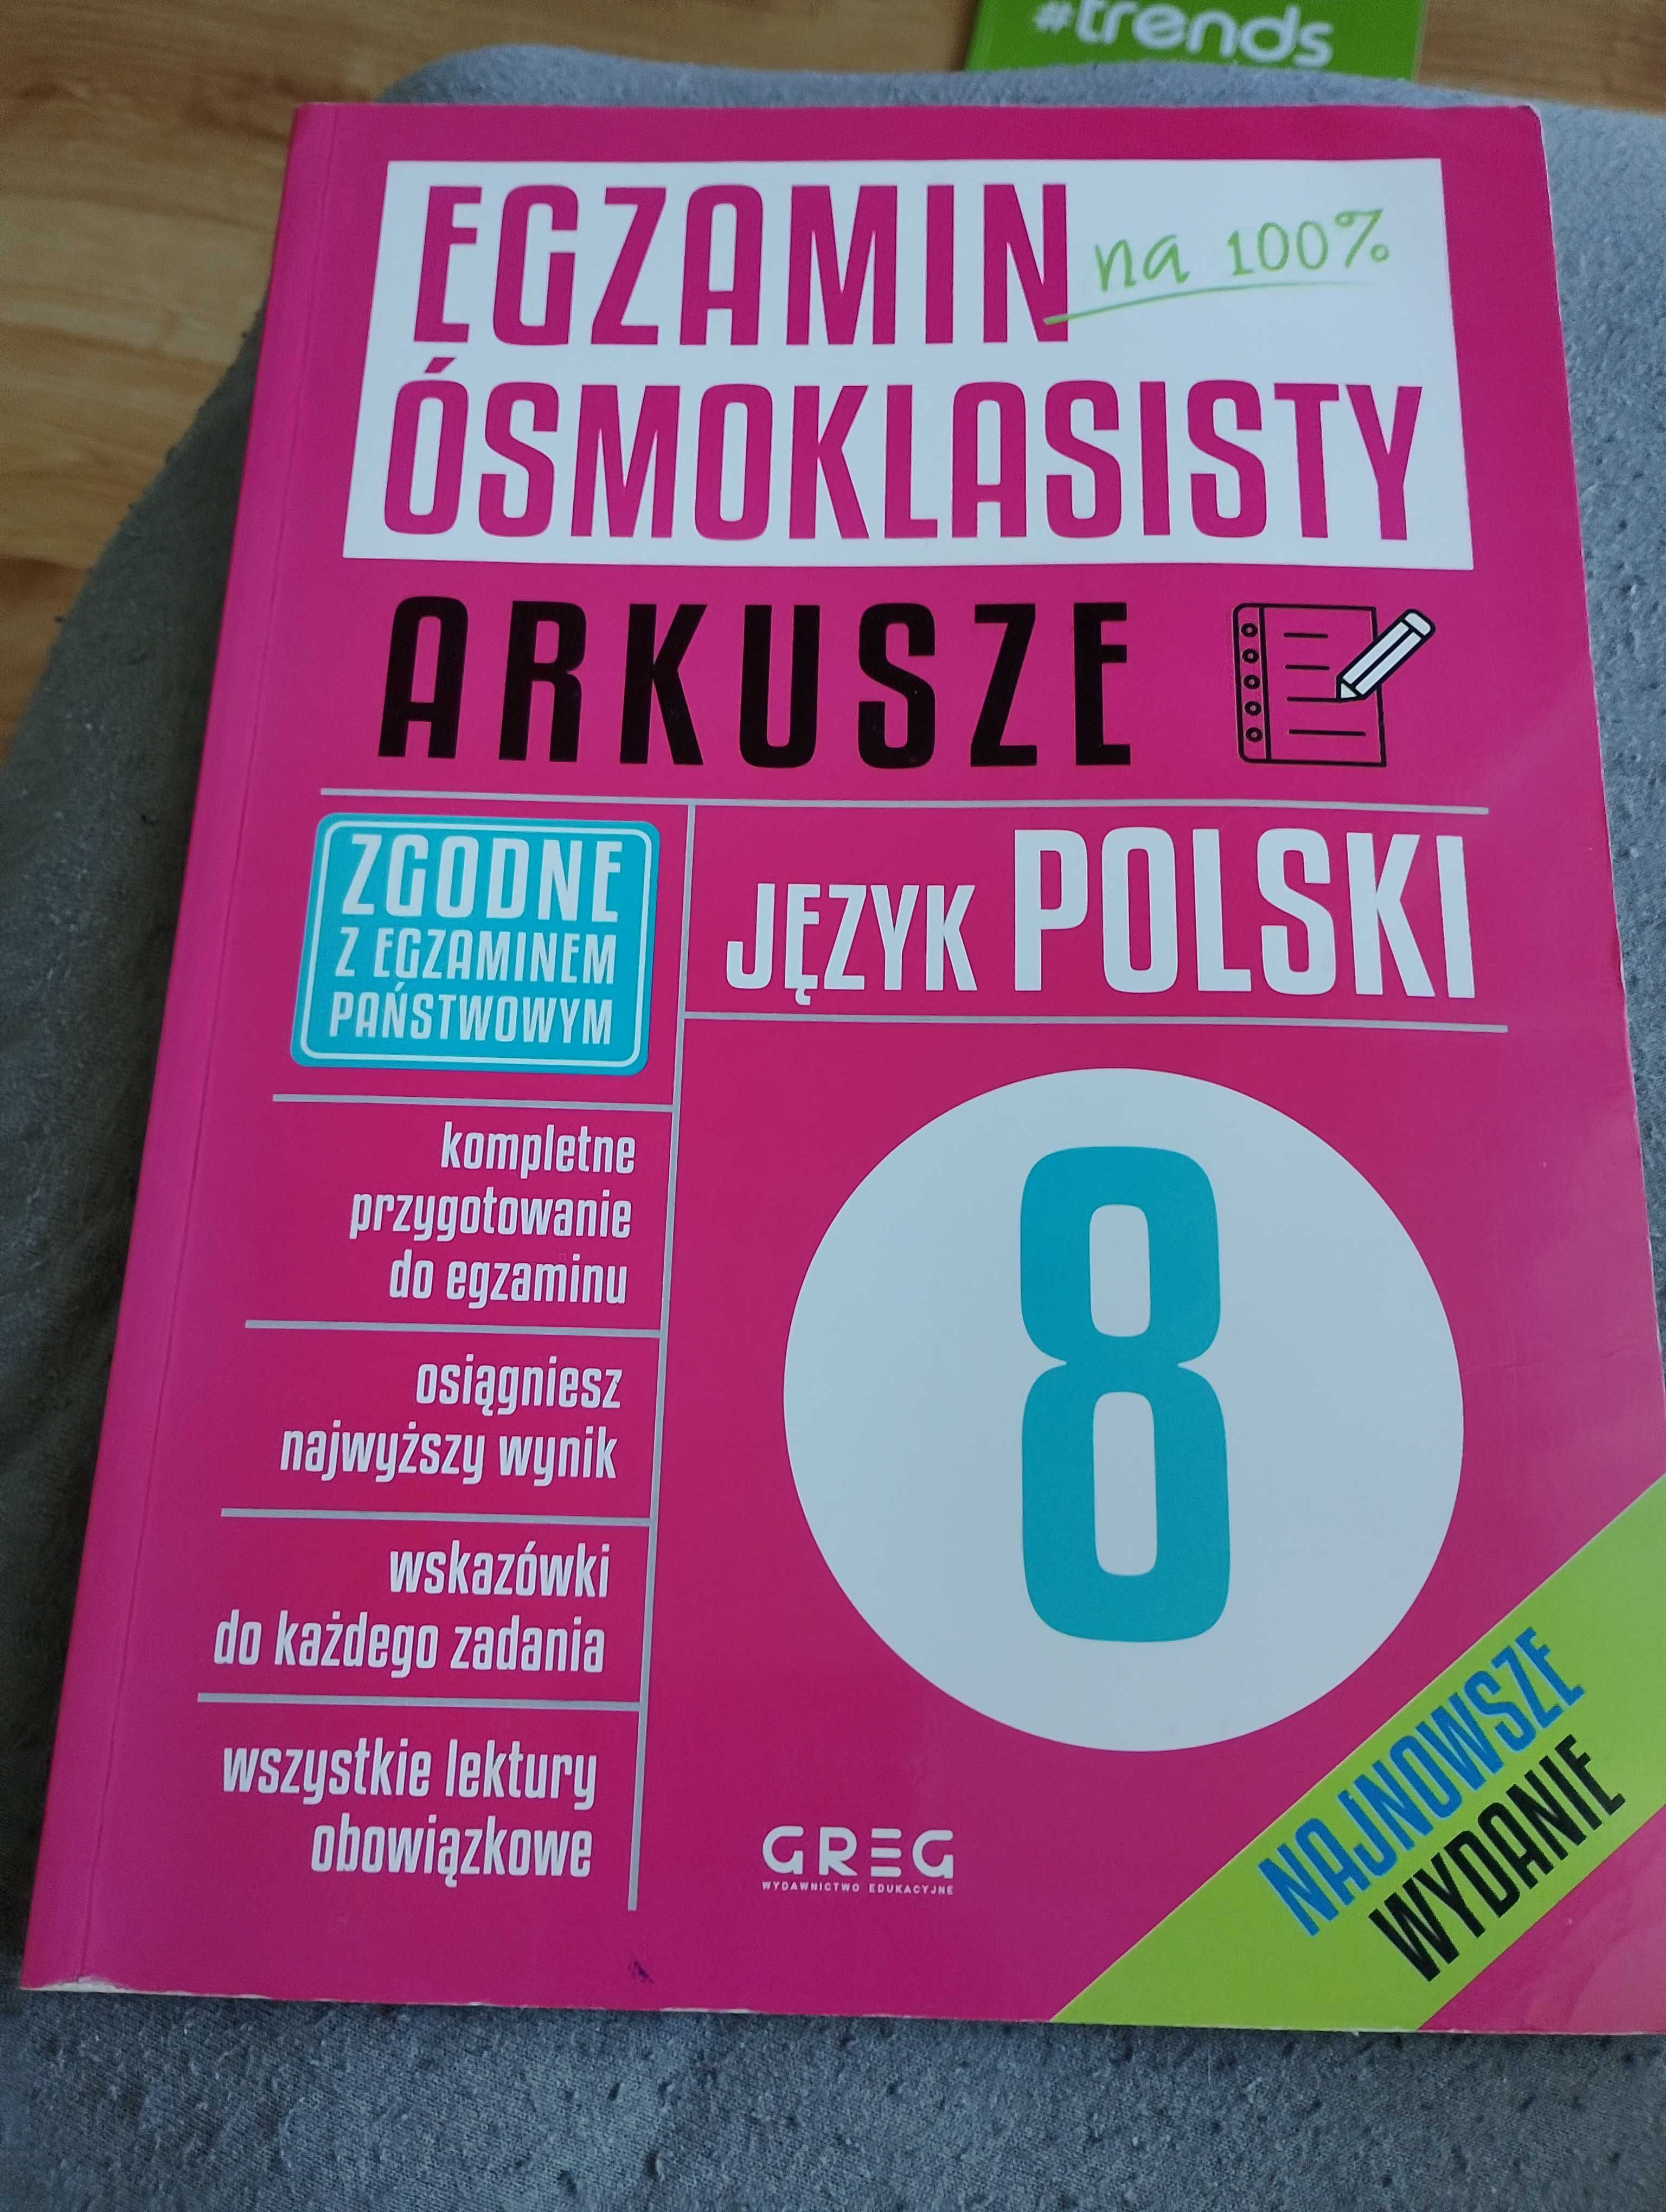 #trends
EGZAMIN na 100%
ÓSMOKLASISTY
ARKUSZE
ZGODNE
Z EGZAMINEM
PAŃSTWOWYM
JĘZYK POLSKI
kompletne
przygotowanie
do egzaminu
osiągniesz
najwyższy wynik
wskazówki
do każdego zadania
wszystkie lektury
obowiązkowe
8
GREG
WYDAWNICTWO EDUKACYJNE
NAJNOWSZE
WYDANIE